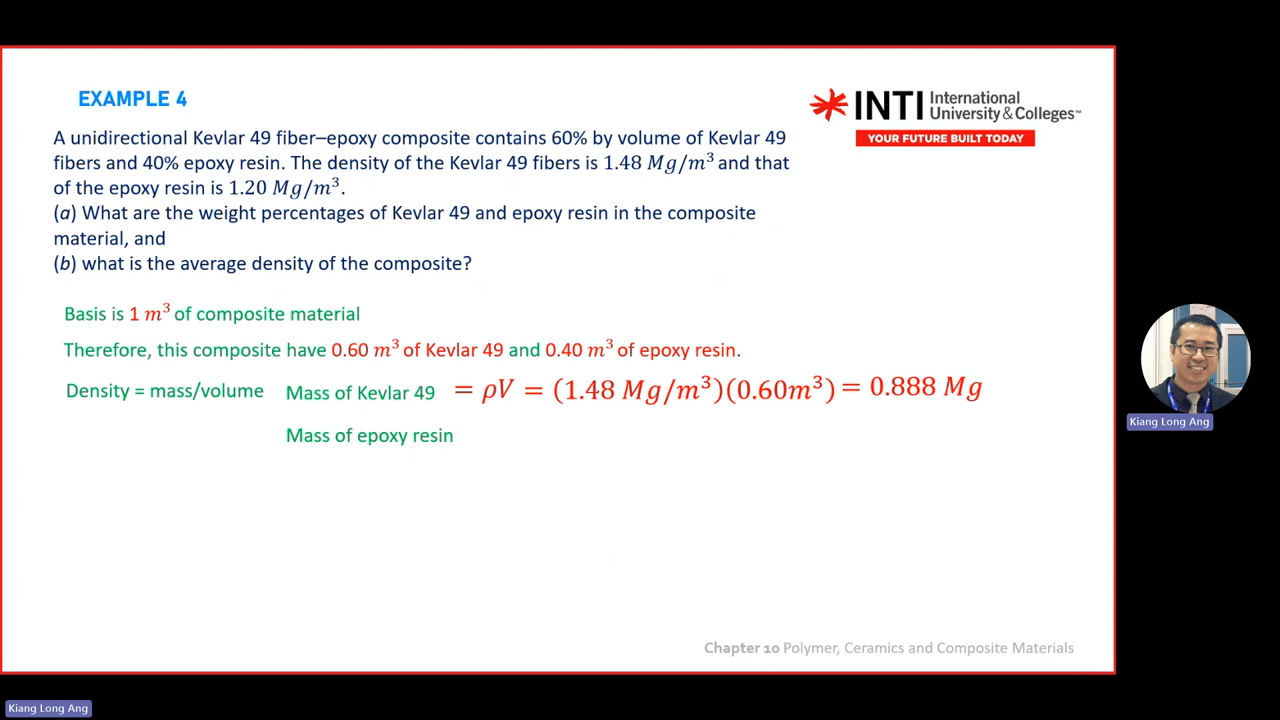 EXAMPLE 4
INTI International University & Colleges™
YOUR FUTURE BUILT TODAY
A unidirectional Kevlar 49 fiber–epoxy composite contains 60% by volume of Kevlar 49
fibers and 40% epoxy resin. The density of the Kevlar 49 fibers is 1.48 Mg/m³ and that
of the epoxy resin is 1.20 Mg/m³.
(a) What are the weight percentages of Kevlar 49 and epoxy resin in the composite
material, and
(b) what is the average density of the composite?
Basis is 1 m³ of composite material
Therefore, this composite have 0.60 m³ of Kevlar 49 and 0.40 m³ of epoxy resin.
Density = mass/volume Mass of Kevlar 49 = ρV = (1.48 Mg/m³)(0.60m³) = 0.888 Mg
Mass of epoxy resin
Kiang Long Ang
Chapter 10 Polymer, Ceramics and Composite Materials
Kiang Long Ang